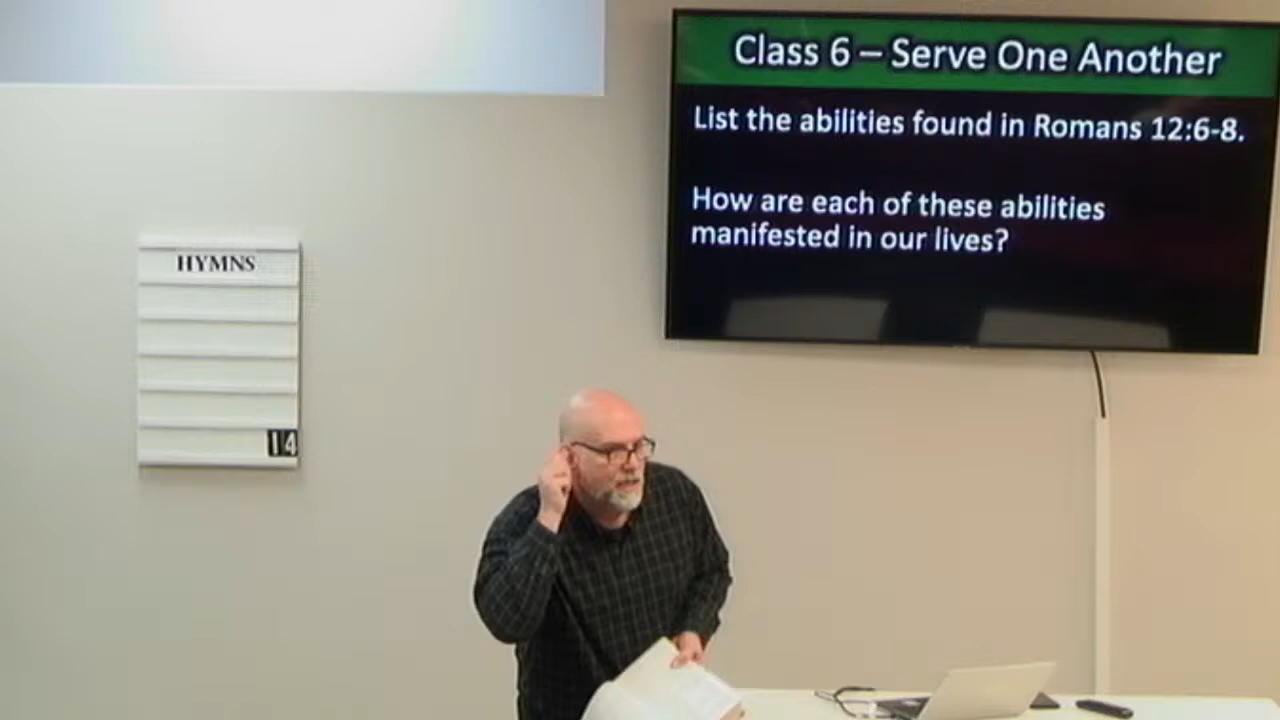 Class 6 – Serve One Another
List the abilities found in Romans 12:6-8.
How are each of these abilities
manifested in our lives?
HYMNS
14